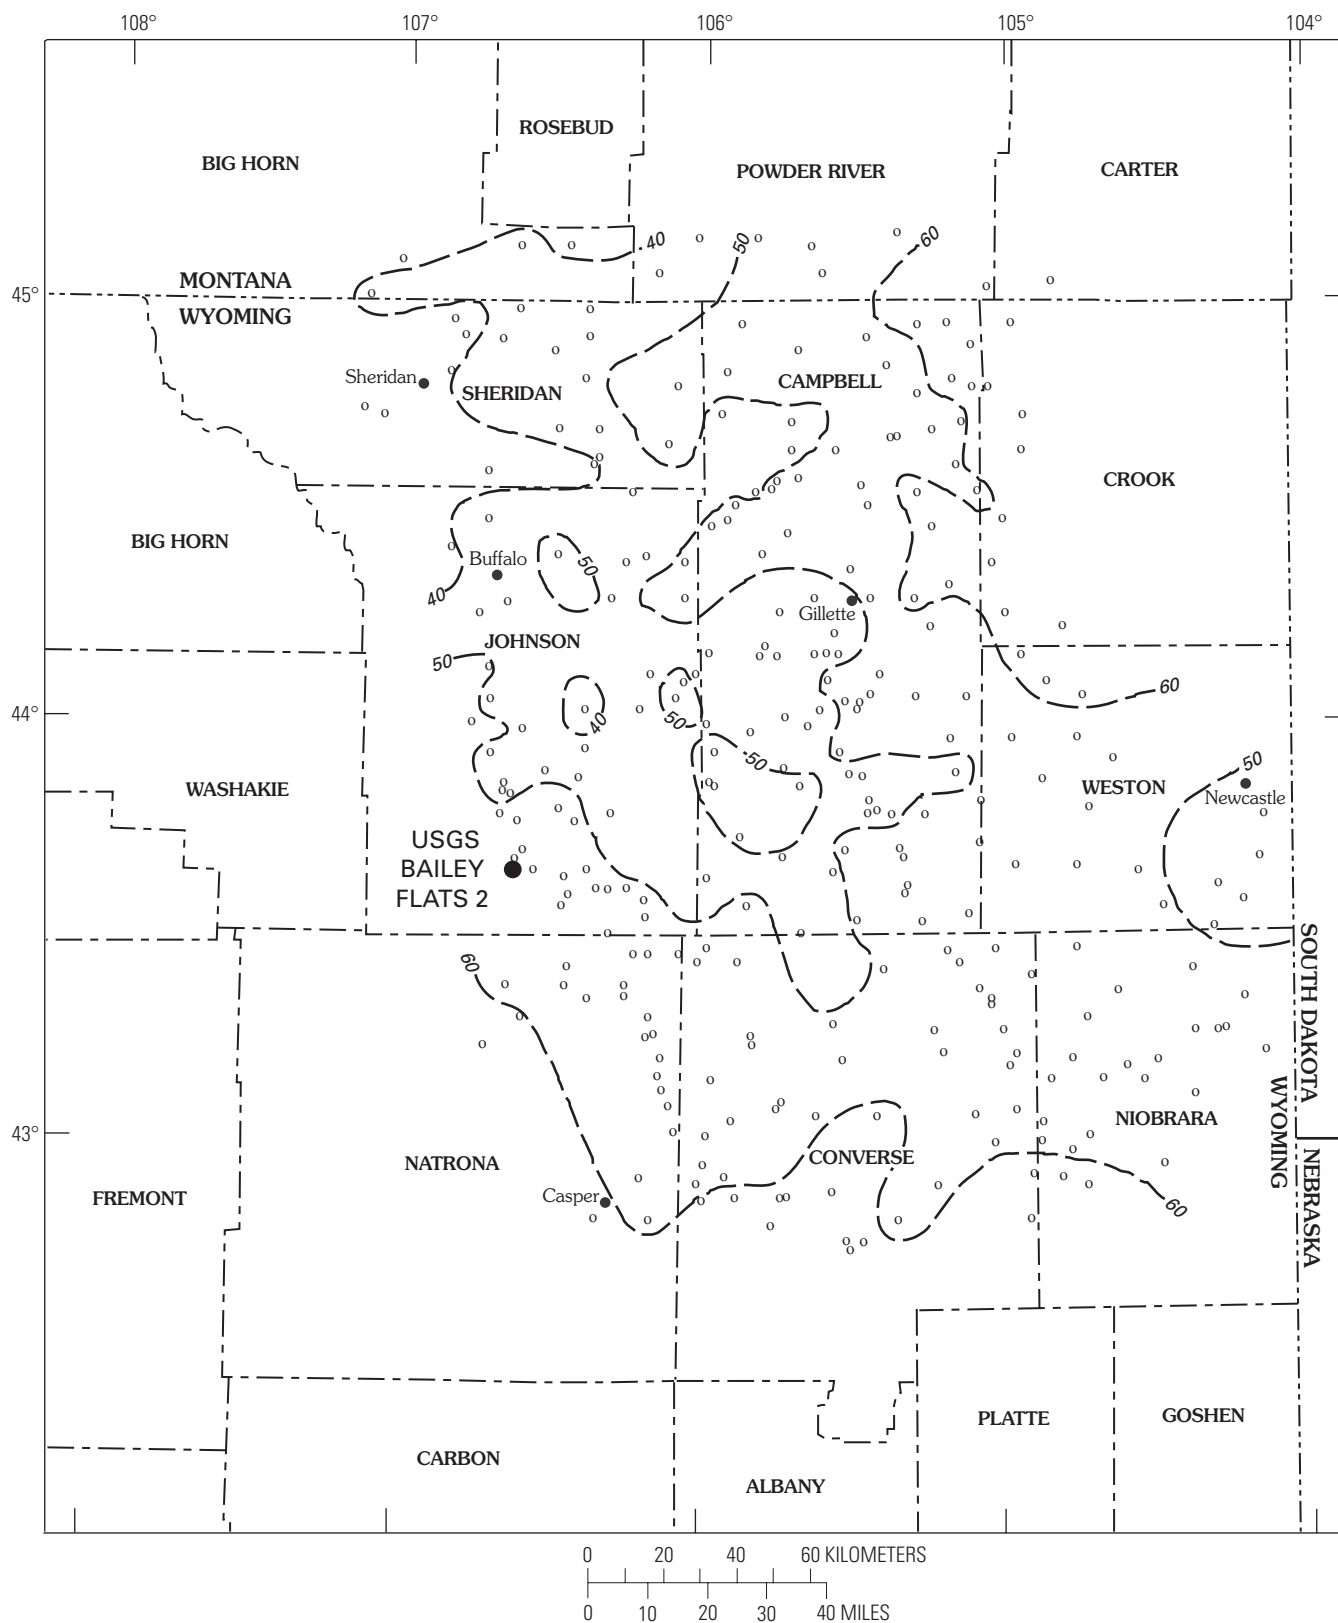 108° 107° 106° 105° 104°
ROSEBUD
BIG HORN
POWDER RIVER
CARTER
40
50
60
MONTANA
45°
WYOMING
Sheridan
SHERIDAN
CAMPBELL
CROOK
BIG HORN
Buffalo
50
40
Gillette
JOHNSON
50
60
40
50
44°
50
50
WASHAKIE
WESTON
Newcastle
USGS
BAILEY
FLATS 2
60
SOUTH DAKOTA
WYOMING
NIOBRARA
43°
NATRONA
CONVERSE
NEBRASKA
FREMONT
Casper
60
PLATTE
GOSHEN
CARBON
ALBANY
0 20 40 60 KILOMETERS
0 10 20 30 40 MILES